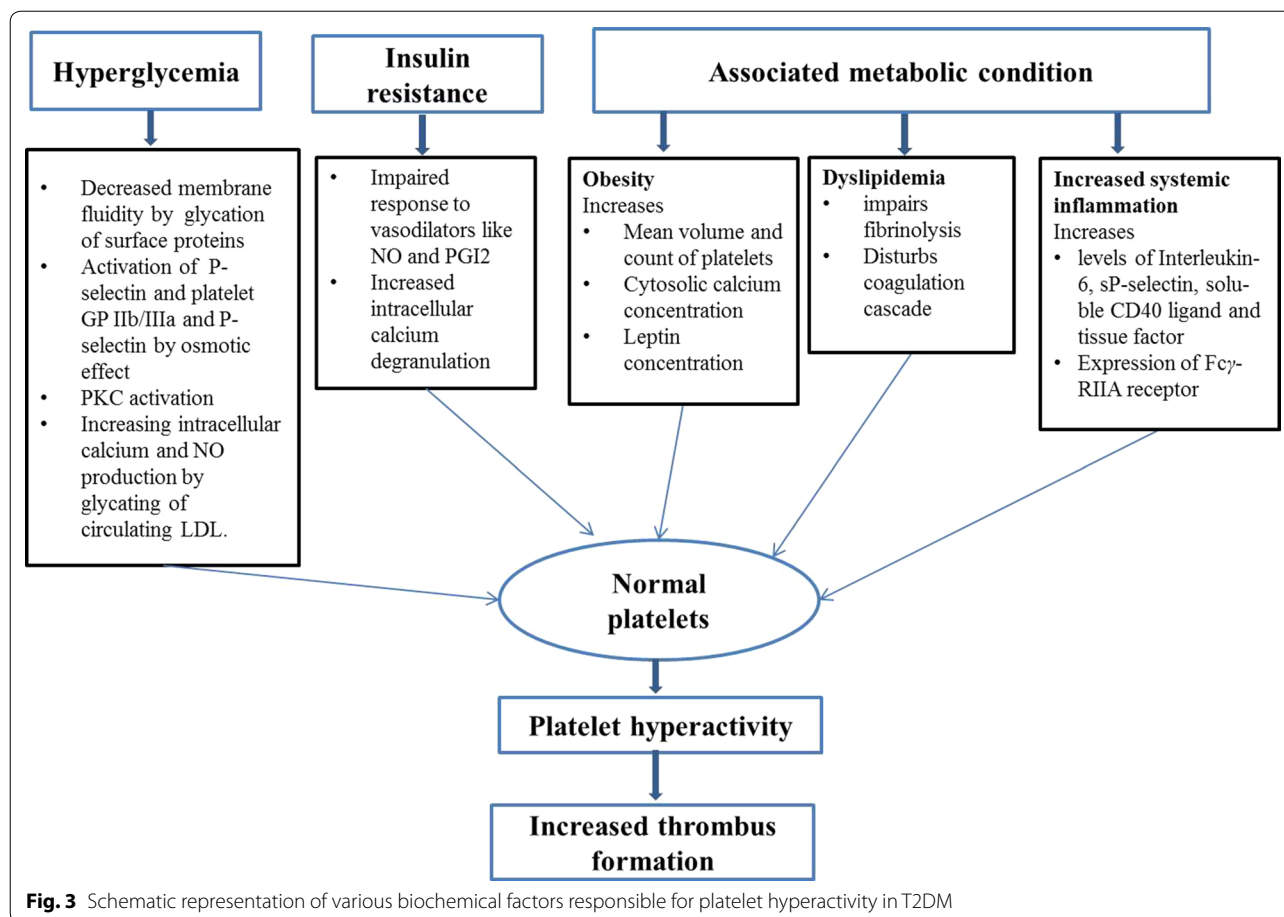 Hyperglycemia
Insulin
resistance
Associated metabolic condition
• Decreased membrane
fluidity by glycation
of surface proteins
• Activation of P-
selectin and platelet
GP IIb/IIIa and P-
selectin by osmotic
effect
• PKC activation
• Increasing intracellular
calcium and NO
production by
glycating of
circulating LDL.
• Impaired
response to
vasodilators like
NO and PGI2
• Increased
intracellular
calcium
degranulation
Obesity
Increases
• Mean volume and
count of platelets
• Cytosolic calcium
concentration
• Leptin
concentration
Dyslipidemia
• impairs
fibrinolysis
• Disturbs
coagulation
cascade
Increased systemic
inflammation
Increases
• levels of Interleukin-
6, sP-selectin, solu-
ble CD40 ligand and
tissue factor
• Expression of Fcγ-
RIIA receptor
Normal
platelets
Platelet hyperactivity
Increased thrombus
formation
Fig. 3 Schematic representation of various biochemical factors responsible for platelet hyperactivity in T2DM